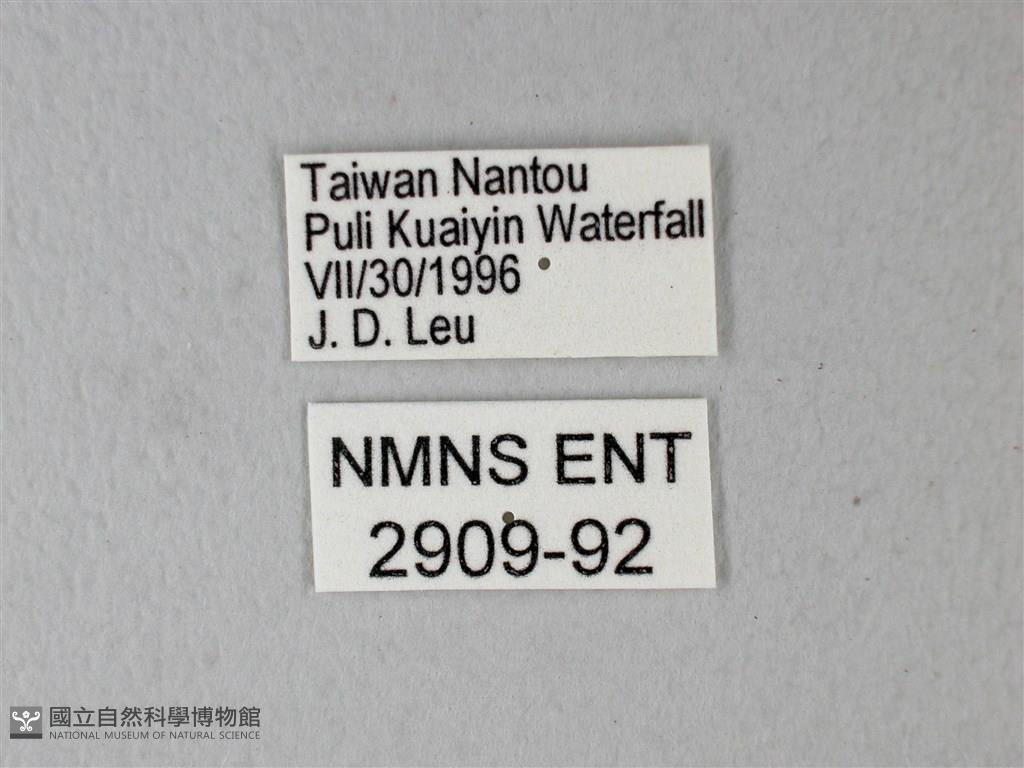 Taiwan Nantou
Puli Kuaiyin Waterfall
VII/30/1996
J. D. Leu
NMNS ENT
2909-92
國立自然科學博物館
NATIONAL MUSEUM OF NATURAL SCIENCE